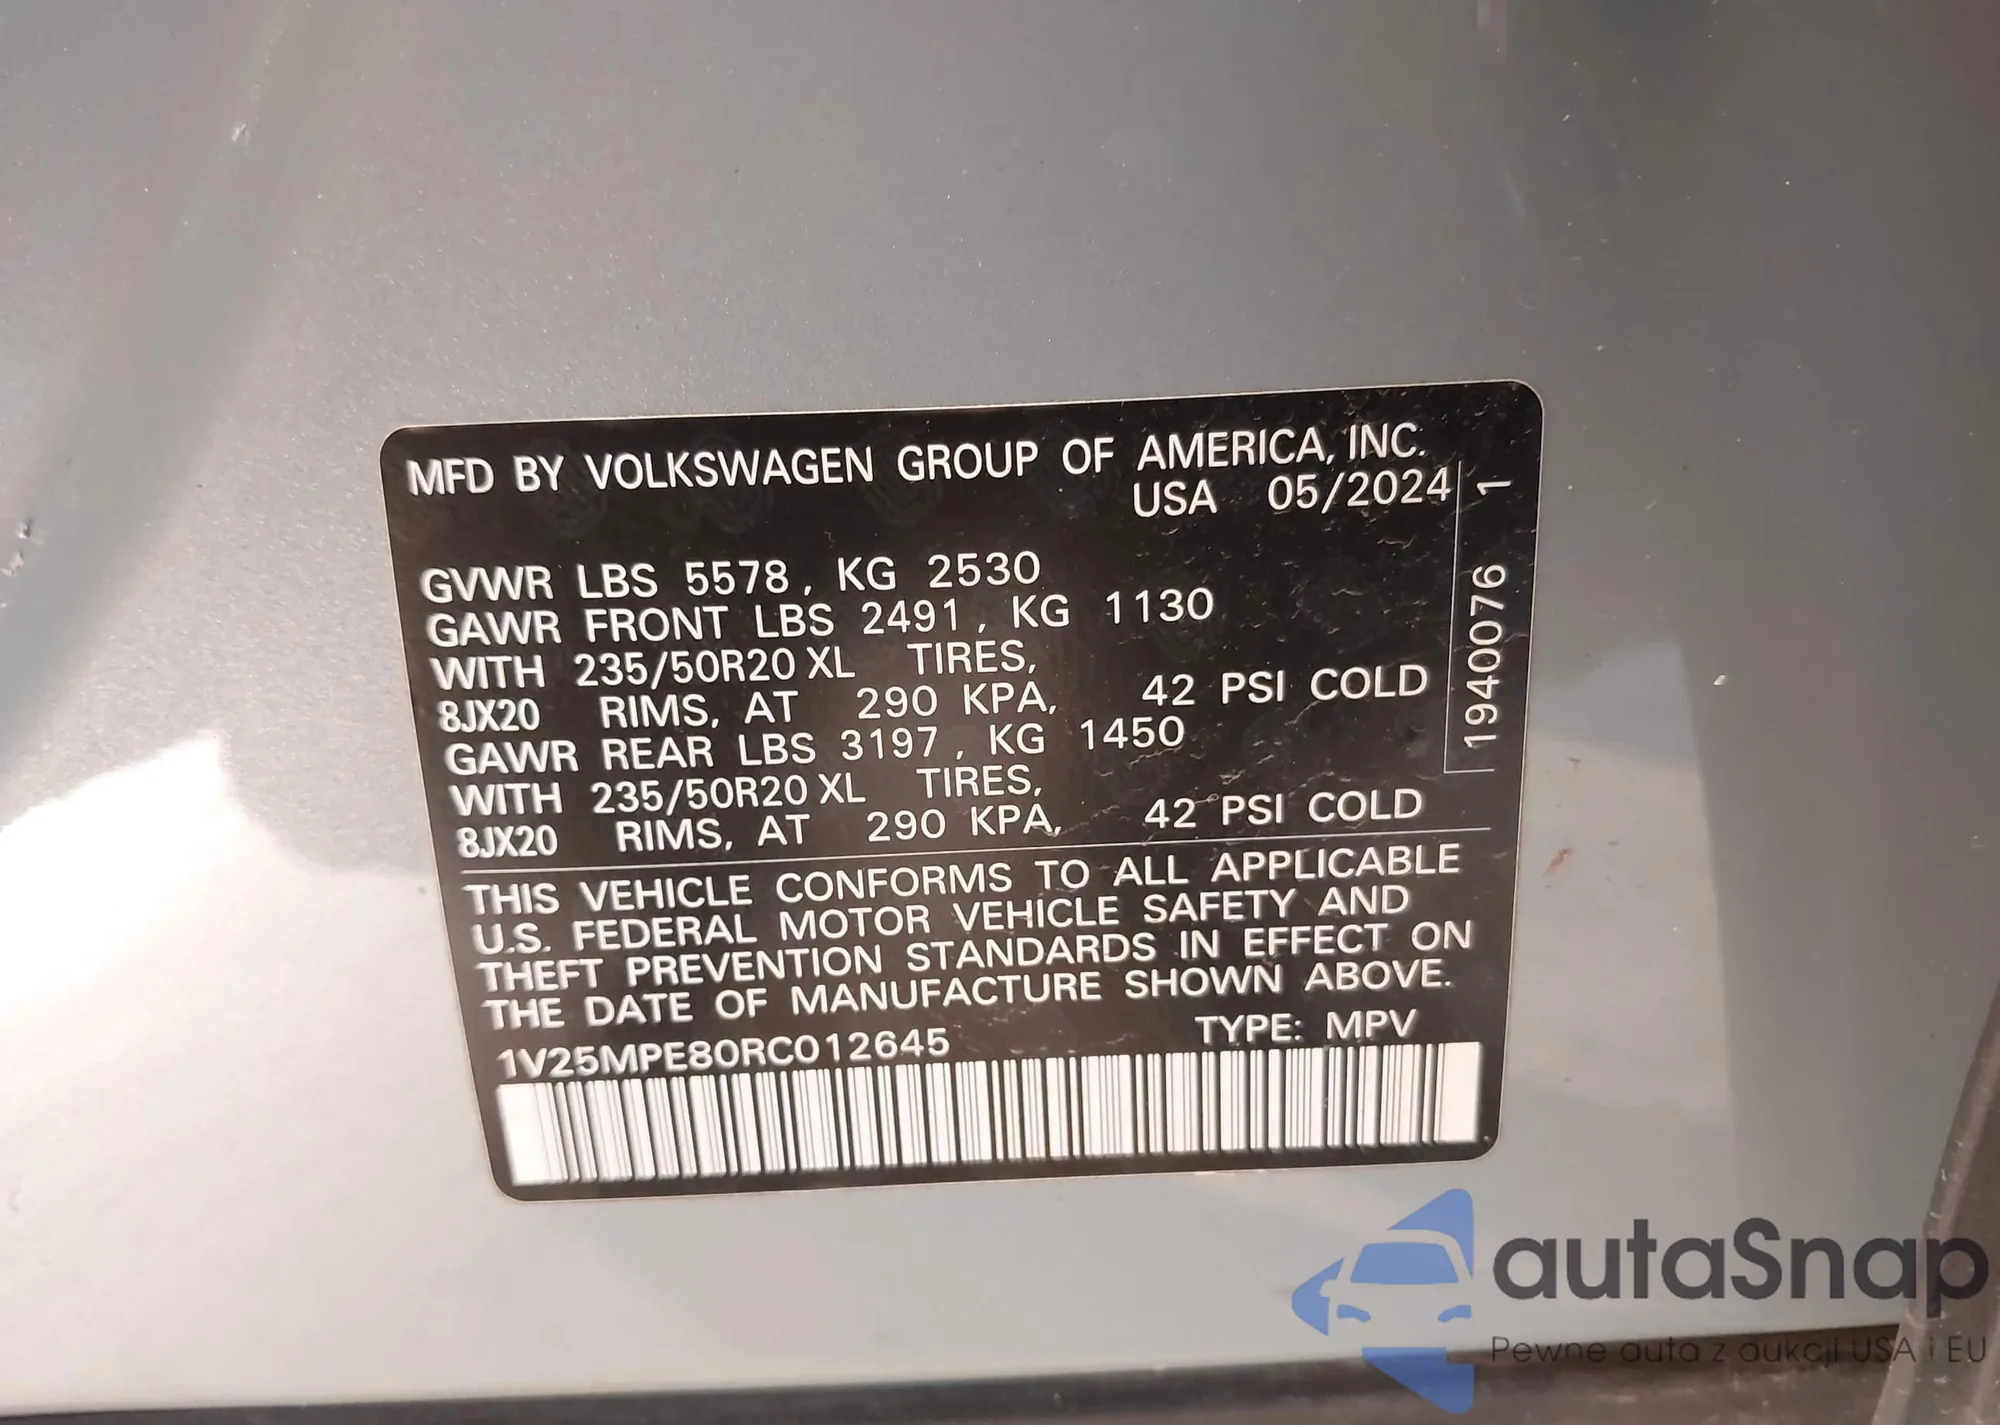 MFD BY VOLKSWAGEN GROUP OF AMERICA, INC.
USA 05/2024
GVWR LBS 5578, KG 2530
GAWR FRONT LBS 2491, KG 1130
WITH 235/50R20 XL TIRES,
8JX20 RIMS, AT 290 KPA, 42 PSI COLD
GAWR REAR LBS 3197, KG 1450
WITH 235/50R20 XL TIRES,
8JX20 RIMS, AT 290 KPA, 42 PSI COLD
THIS VEHICLE CONFORMS TO ALL APPLICABLE
U.S. FEDERAL MOTOR VEHICLE SAFETY AND
THEFT PREVENTION STANDARDS IN EFFECT ON
THE DATE OF MANUFACTURE SHOWN ABOVE.
1V25MPE80RC012645 TYPE: MPV
19400076 1
autaSnap
Pewne auta z aukcji USA i EU